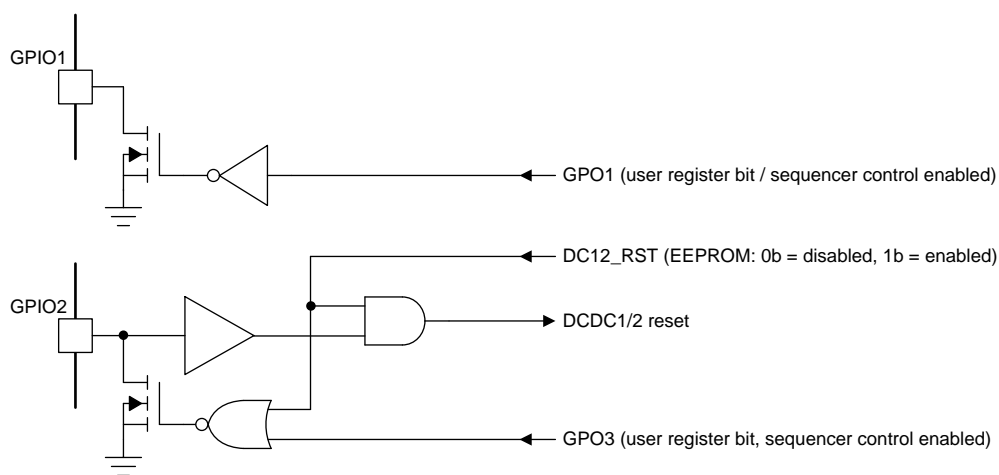 GPIO1
GPO1 (user register bit / sequencer control enabled)
DC12_RST (EEPROM: 0b = disabled, 1b = enabled)
GPIO2
DCDC1/2 reset
GPO3 (user register bit, sequencer control enabled)